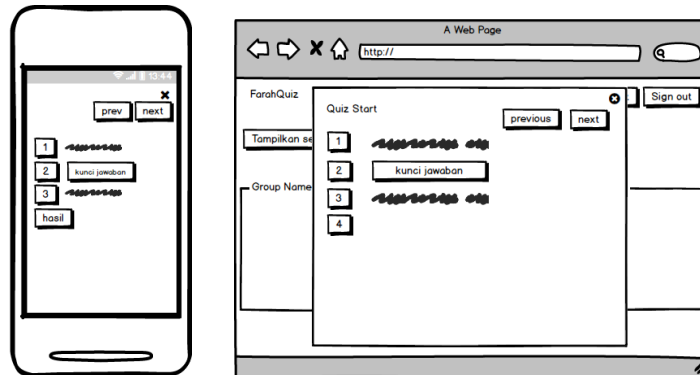 13:44
prev next
1
2 kunci jawaban
3
hasil
A Web Page
http://
FarahQuiz
Sign out
Quiz Start
previous next
Tampilkan se
1
2 kunci jawaban
Group Name
3
4